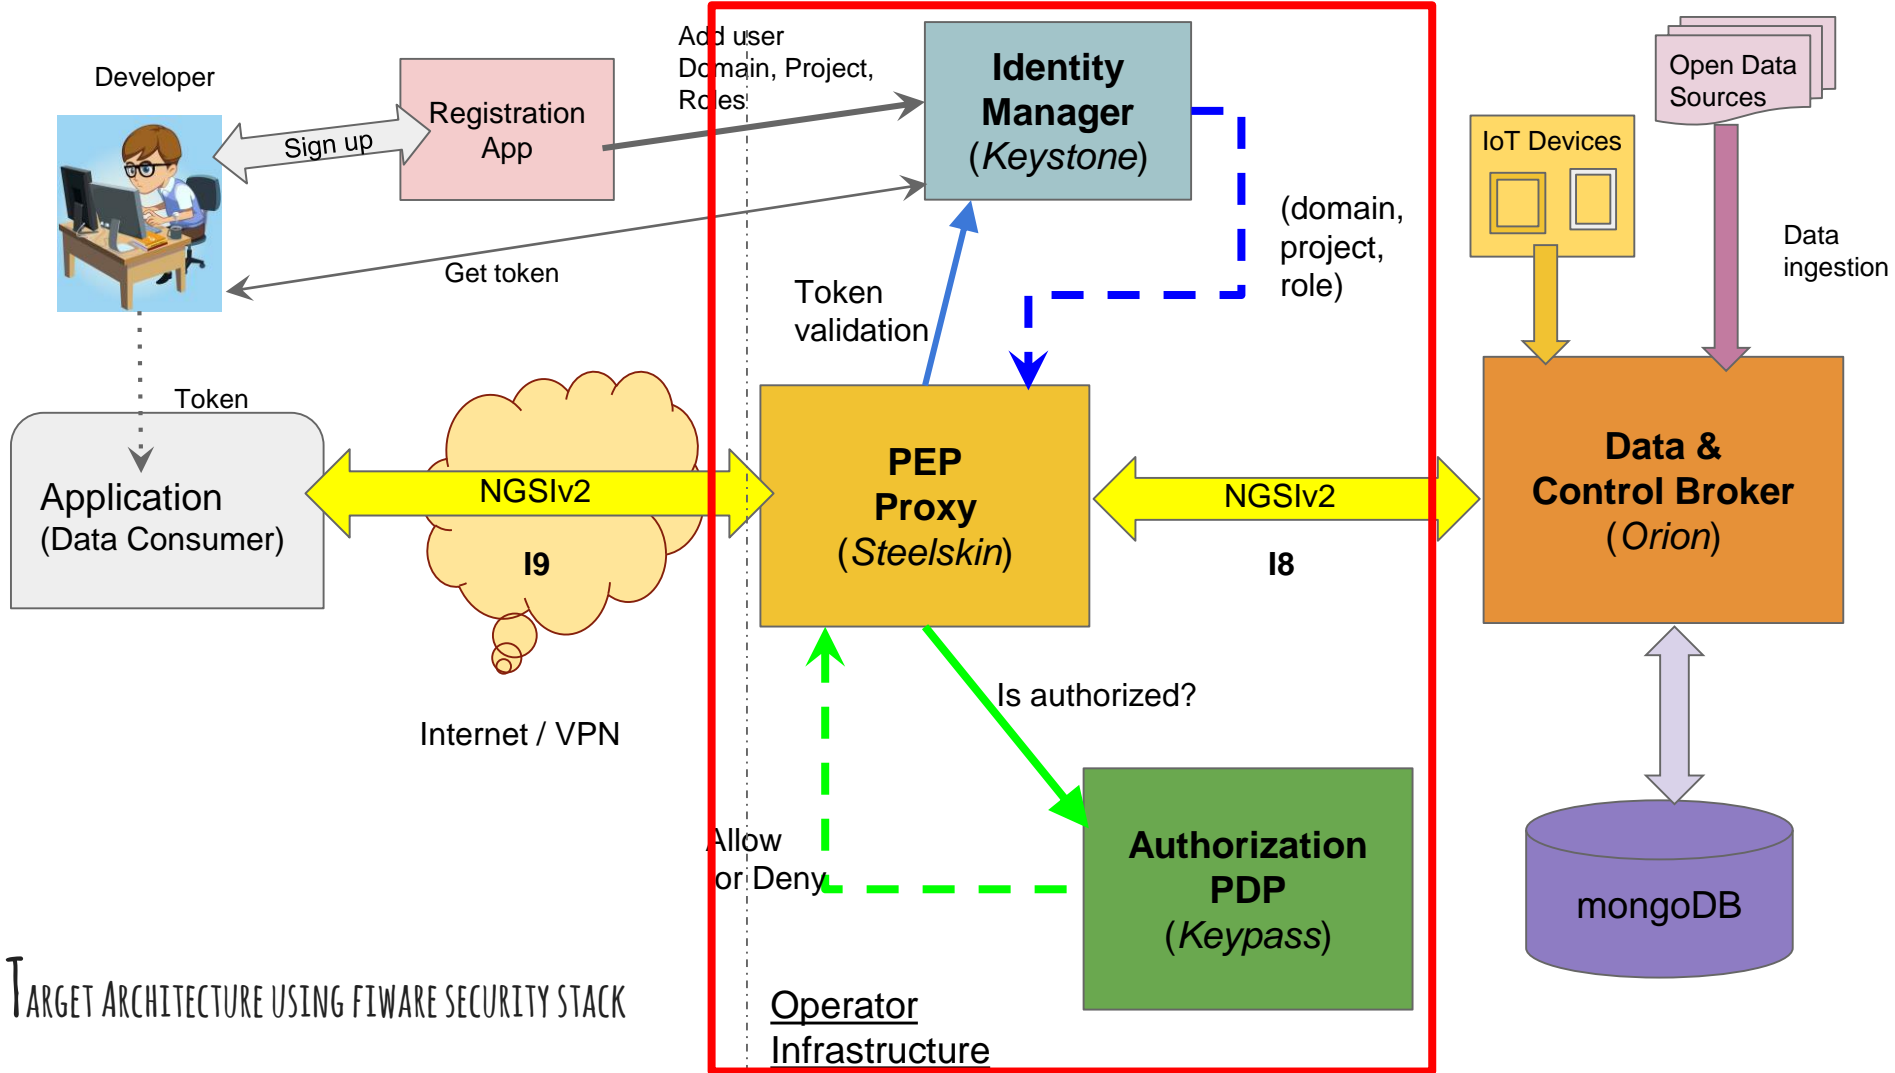 Developer
Sign up
Registration
App
Add user
Domain, Project,
Roles
Identity
Manager
(Keystone)
Open Data
Sources
IoT Devices
(domain,
project,
role)
Data
ingestion
Get token
Token
validation
Token
Application
(Data Consumer)
NGSIv2
I9
Internet / VPN
PEP
Proxy
(Steelskin)
NGSIv2
I8
Data &
Control Broker
(Orion)
Is authorized?
Allow
or Deny
Authorization
PDP
(Keypass)
mongoDB
Target Architecture using fiware security stack
Operator
Infrastructure